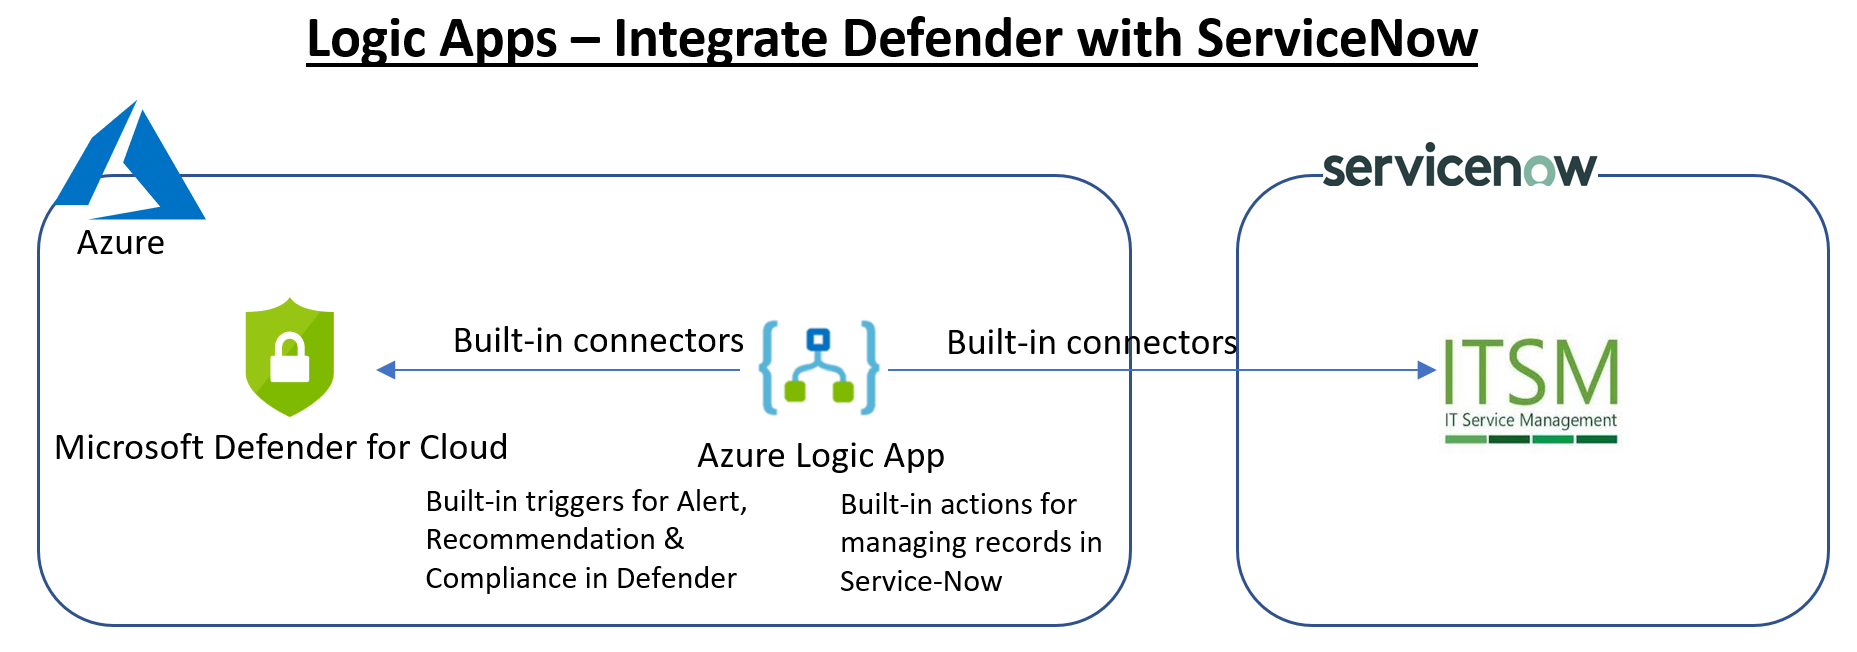 Logic Apps – Integrate Defender with ServiceNow
servicenow
Azure
Built-in connectors
Built-in connectors
ITSM
IT Service Management
Microsoft Defender for Cloud
Azure Logic App
Built-in triggers for Alert,
Recommendation &
Compliance in Defender
Built-in actions for
managing records in
Service-Now